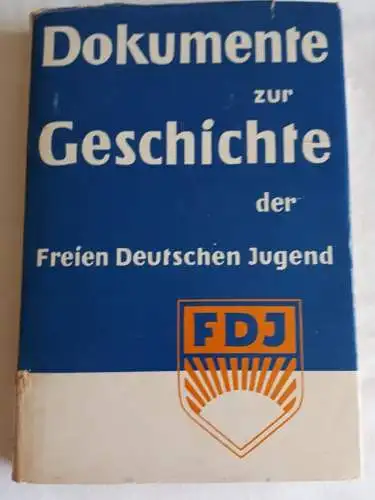 Dokumente
zur
Geschichte
der
Freien Deutschen Jugend
FDJ